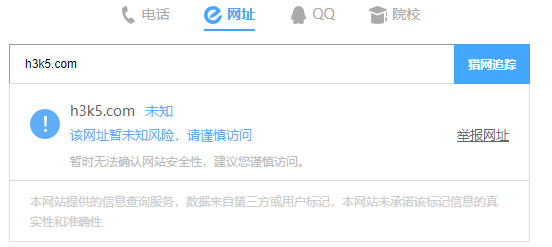 电话 网址 QQ 院校
h3k5.com 猎网追踪
h3k5.com 未知
该网址暂未知风险，请谨慎访问 举报网址
暂时无法确认网站安全性，建议您谨慎访问。
本网站提供的信息查询服务，数据来自第三方或用户标记，本网站未承诺该标记信息的真
实性和准确性